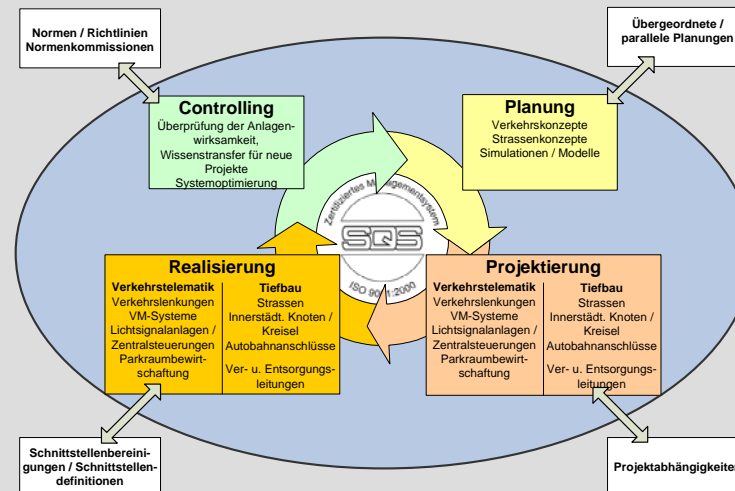 Normen / Richtlinien
Normenkommissionen
Übergeordnete /
parallele Planungen
Controlling
Überprüfung der Anlagen-
wirksamkeit,
Wissenstransfer für neue
Projekte
Systemoptimierung
Planung
Verkehrskonzepte
Strassenkonzepte
Simulationen / Modelle
Zertifiziertes Managementsystem
SQS
ISO 9001:2000
Realisierung
Verkehrstelematik
Verkehrslenkungen
VM-Systeme
Lichtsignalanlagen /
Zentralsteuerungen
Parkraumbewirt-
schaftung
Tiefbau
Strassen
Innerstädt. Knoten /
Kreisel
Autobahnanschlüsse
Ver- u. Entsorgungs-
leitungen
Projektierung
Verkehrstelematik
Verkehrslenkungen
VM-Systeme
Lichtsignalanlagen /
Zentralsteuerungen
Parkraumbewirt-
schaftung
Tiefbau
Strassen
Innerstädt. Knoten /
Kreisel
Autobahnanschlüsse
Ver- u. Entsorgungs-
leitungen
Schnittstellenbereini-
gungen / Schnittstellen-
definitionen
Projektabhängigkeiten